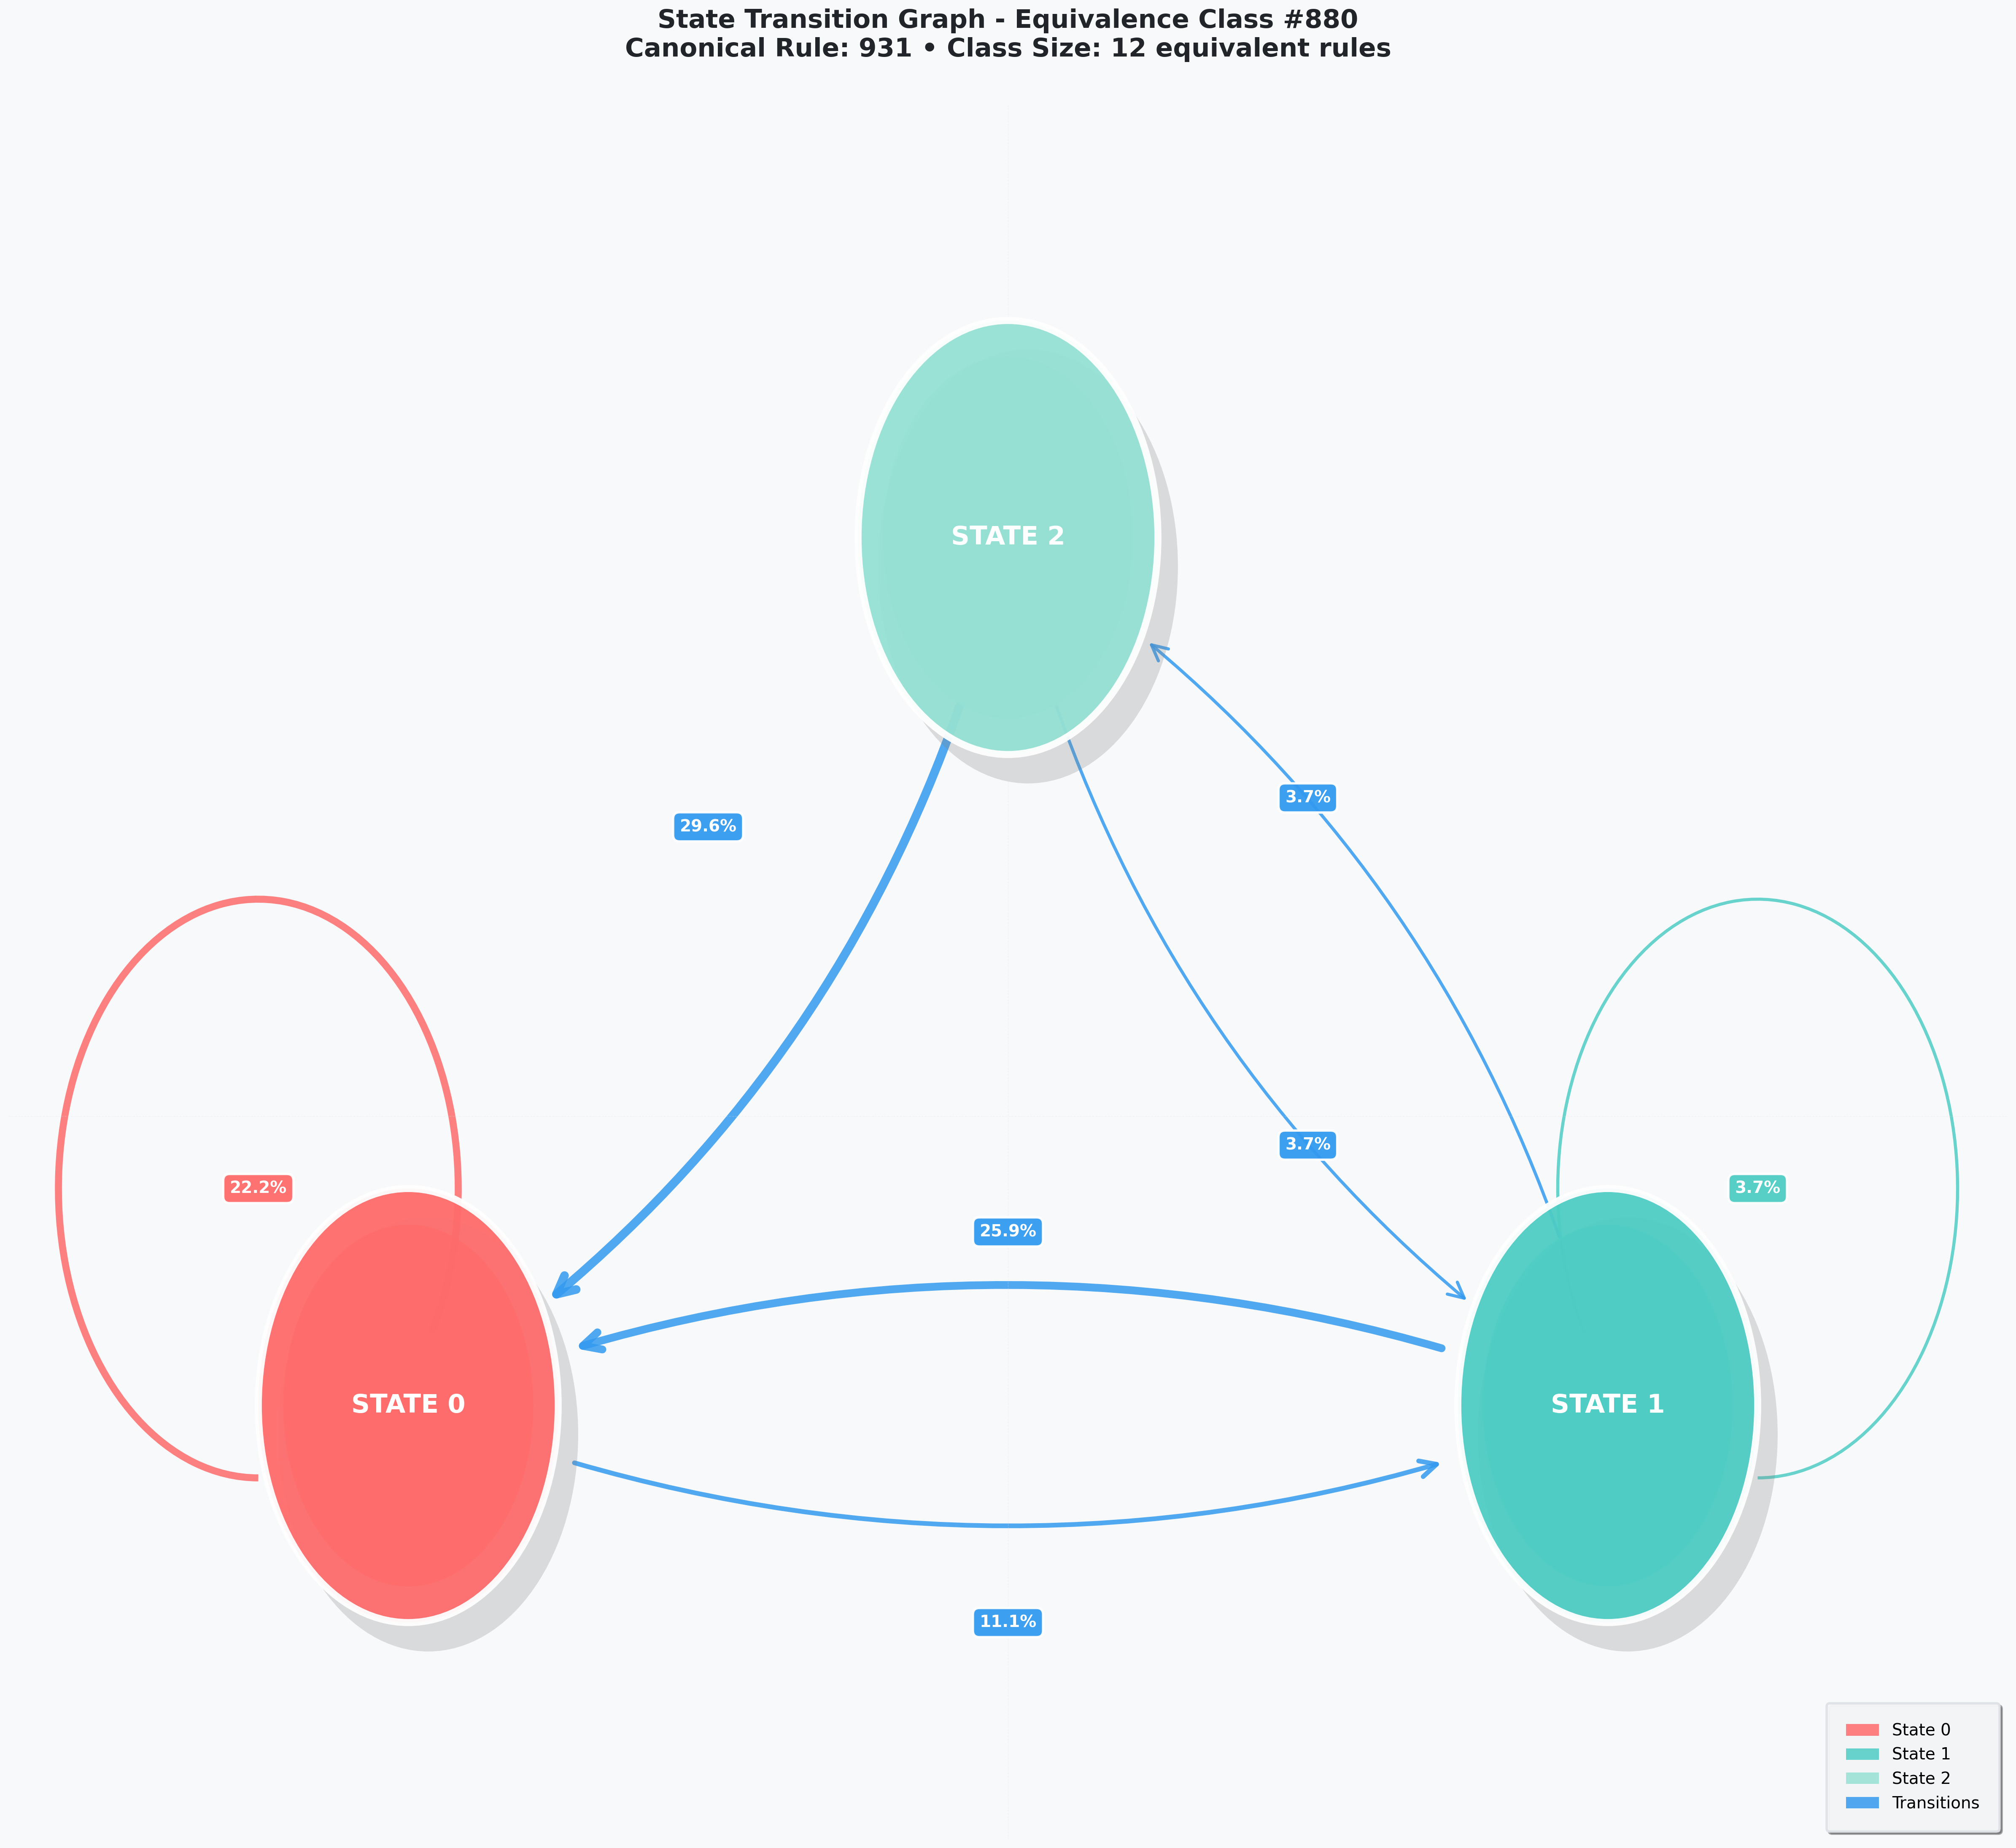 State Transition Graph - Equivalence Class #880
Canonical Rule: 931 • Class Size: 12 equivalent rules
STATE 2
3.7%
29.6%
3.7%
22.2%
3.7%
25.9%
STATE 0
STATE 1
11.1%
State 0
State 1
State 2
Transitions